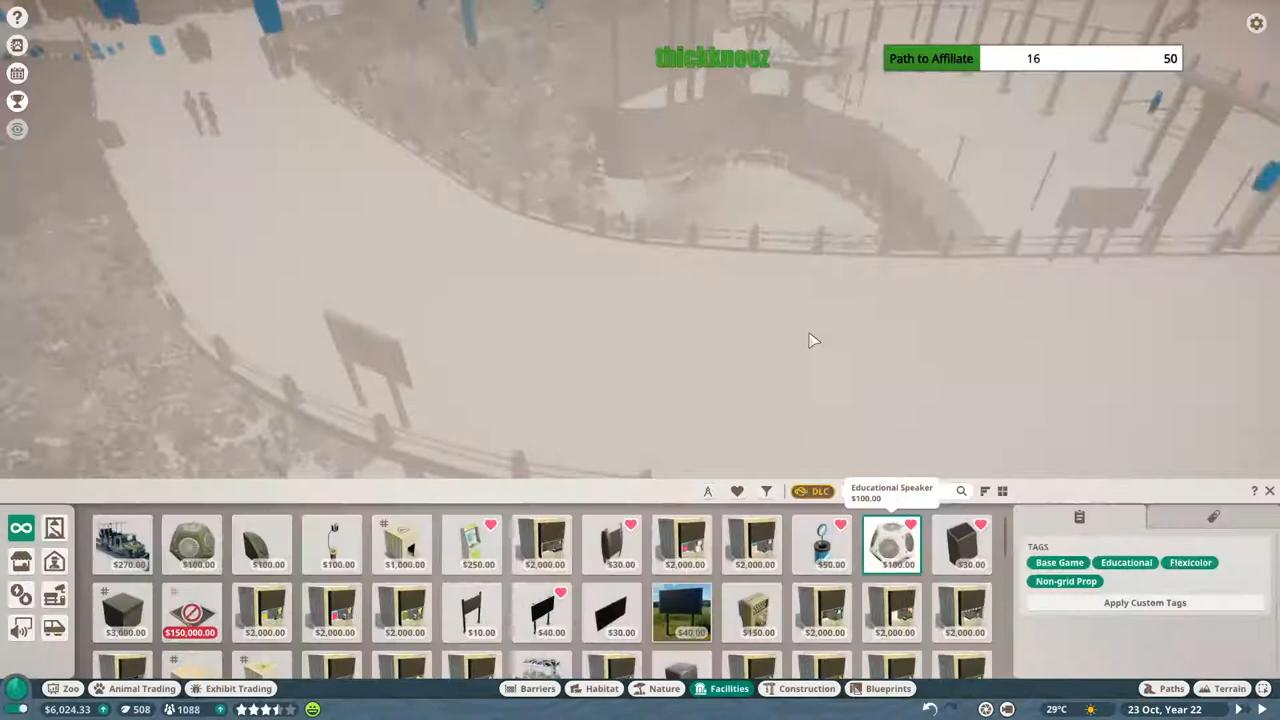 thickknooz
Path to Affiliate 16 50
DLC
Educational Speaker
$100.00
?
$270.00 $100.00 $100.00 $100.00 $1,000.00 $250.00 $2,000.00 $30.00 $2,000.00 $2,000.00 $50.00 $100.00 $30.00
$3,000.00 $150,000.00 $2,000.00 $2,000.00 $2,000.00 $10.00 $40.00 $30.00 $40.00 $150.00 $2,000.00 $2,000.00 $2,000.00
TAGS
Base Game Educational Flexicolor
Non-grid Prop
Apply Custom Tags
Zoo Animal Trading Exhibit Trading Barriers Habitat Nature Facilities Construction Blueprints Paths Terrain
$6,024.33 508 1088 29°C 23 Oct, Year 22